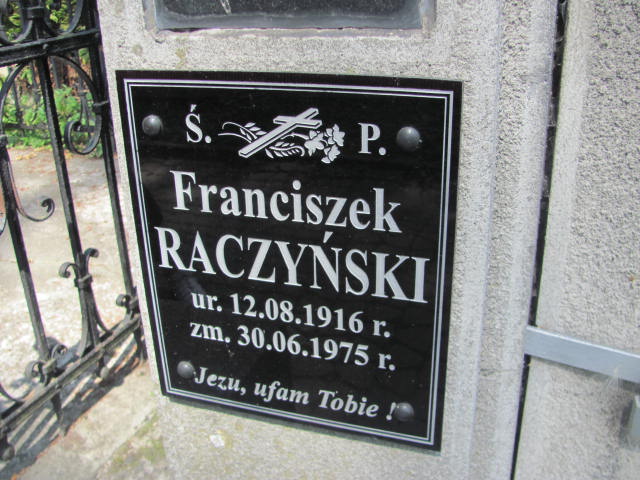 Ś. P.
Franciszek
RACZYŃSKI
ur. 12.08.1916 r.
zm. 30.06.1975 r.
Jezu, ufam Tobie !